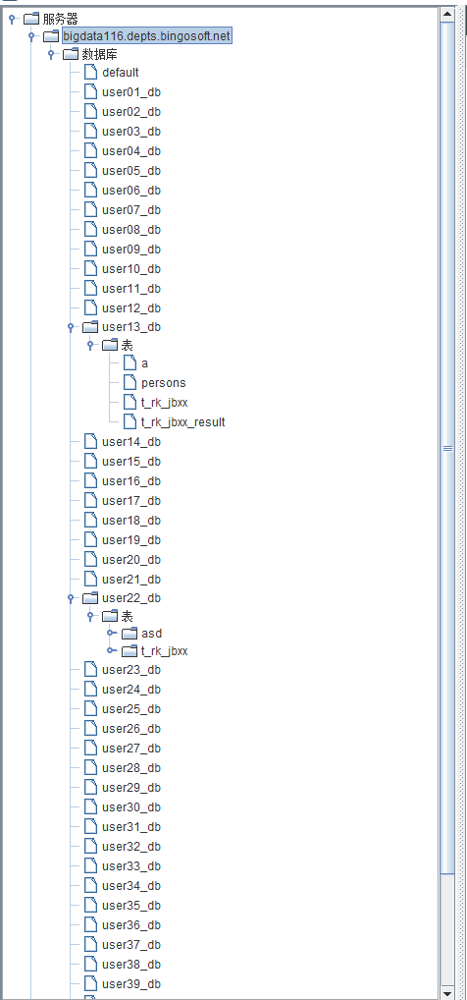 服务器
bigdata116.depts.bingosoft.net
数据库
default
user01_db
user02_db
user03_db
user04_db
user05_db
user06_db
user07_db
user08_db
user09_db
user10_db
user11_db
user12_db
user13_db
表
a
persons
t_rk_jbxx
t_rk_jbxx_result
user14_db
user15_db
user16_db
user17_db
user18_db
user19_db
user20_db
user21_db
user22_db
表
asd
t_rk_jbxx
user23_db
user24_db
user25_db
user26_db
user27_db
user28_db
user29_db
user30_db
user31_db
user32_db
user33_db
user34_db
user35_db
user36_db
user37_db
user38_db
user39_db